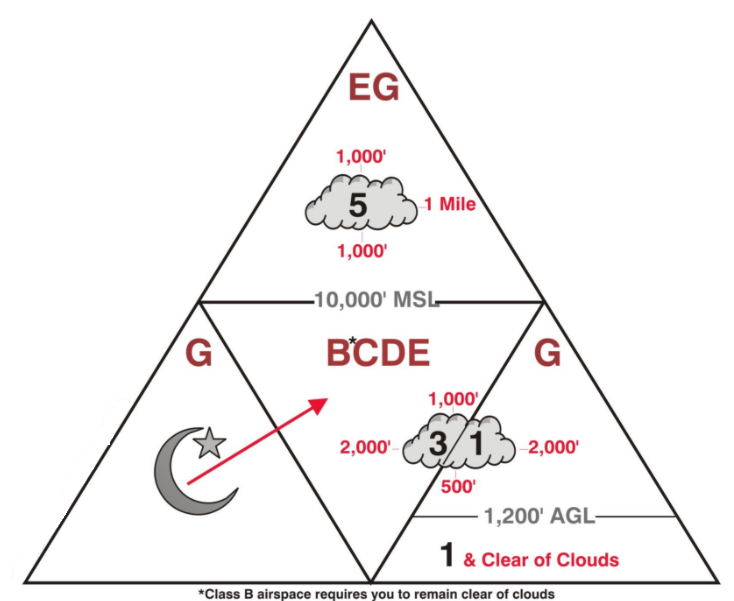 EG
1,000'
5
1 Mile
1,000'
10,000' MSL
G
B*CDE
G
1,000'
2,000'
3/1
2,000'
500'
1,200' AGL
1 & Clear of Clouds
*Class B airspace requires you to remain clear of clouds